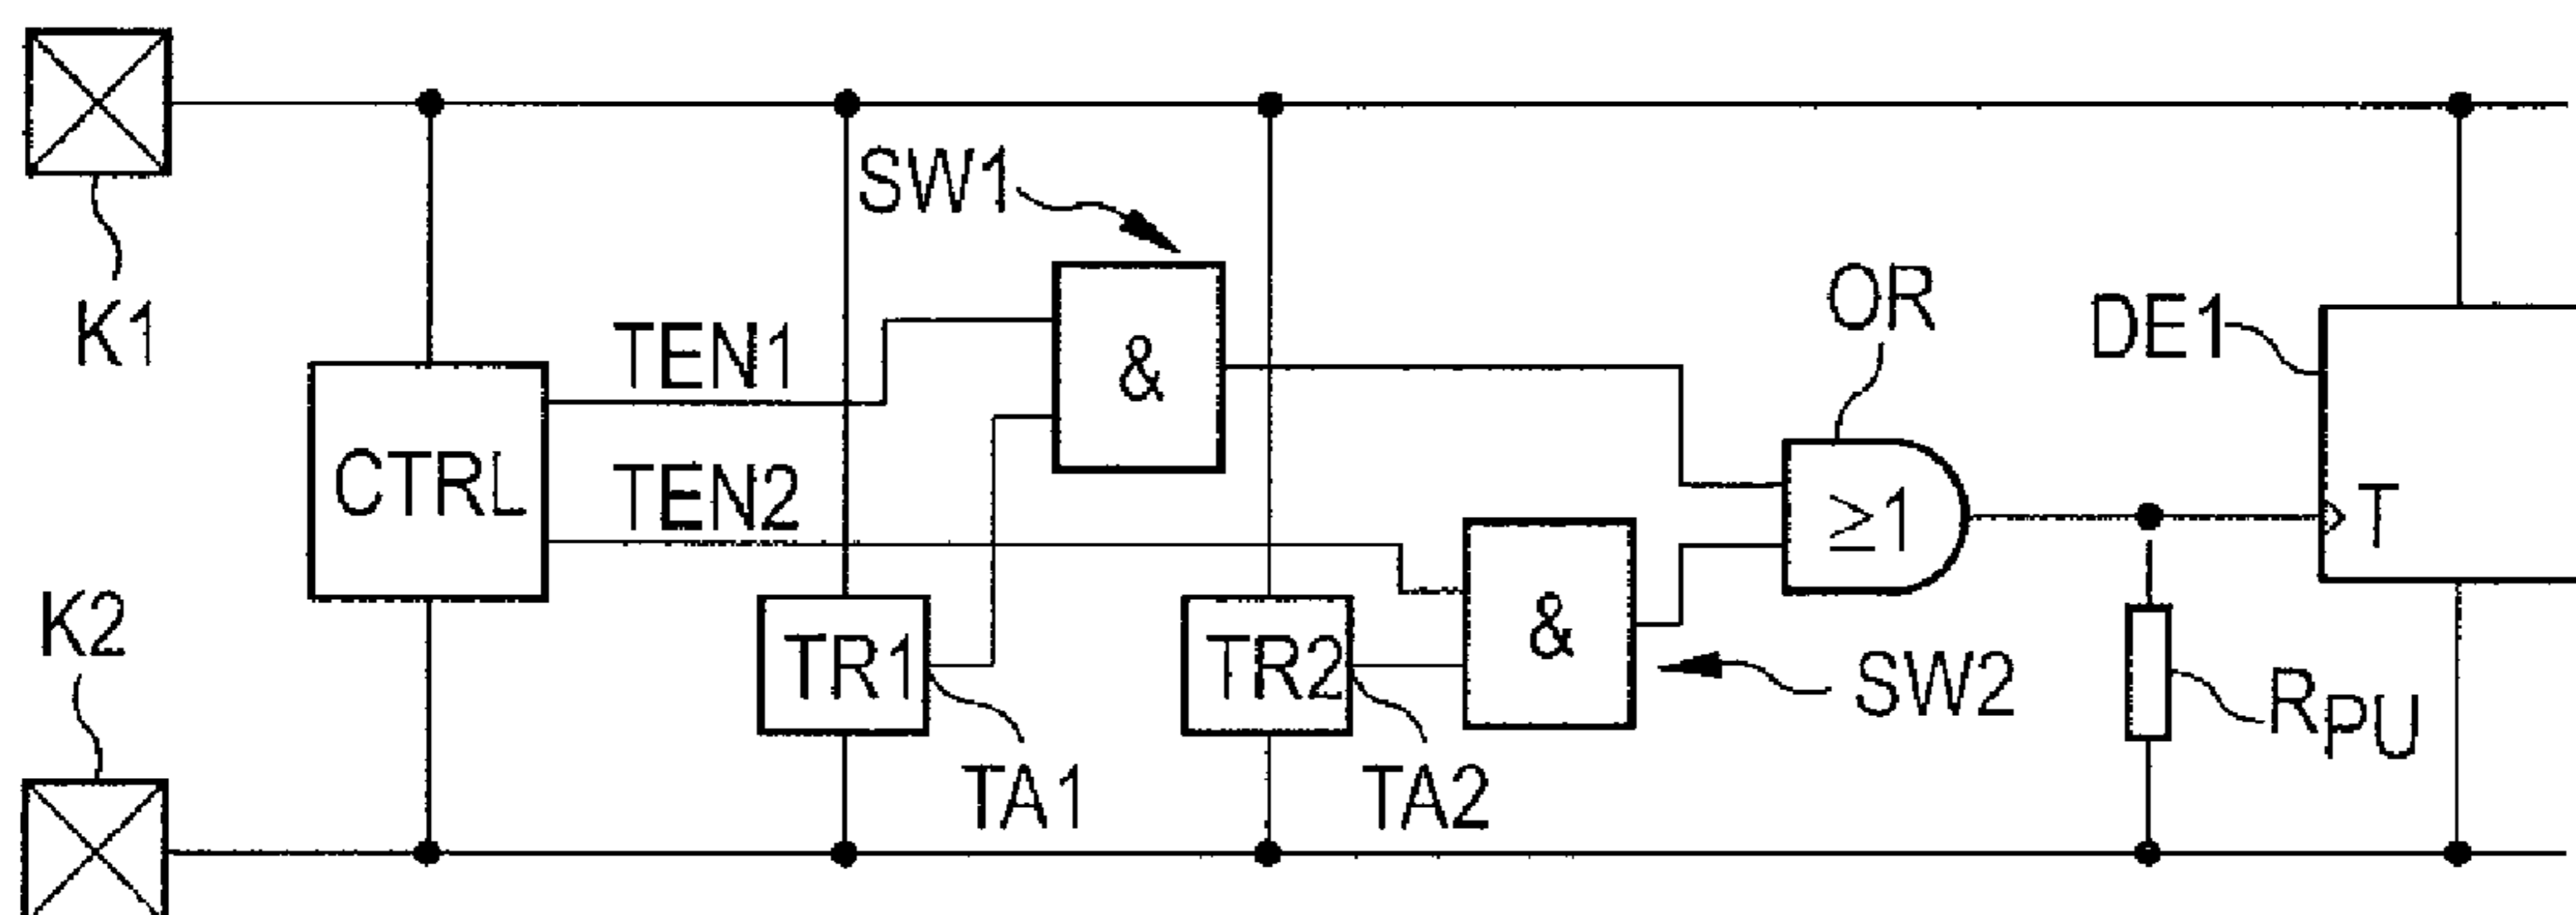 K1
SW1
OR
DE1
TEN1
&
CTRL
TEN2
≥1
T
K2
TR1
TR2
&
SW2
RPU
TA1
TA2